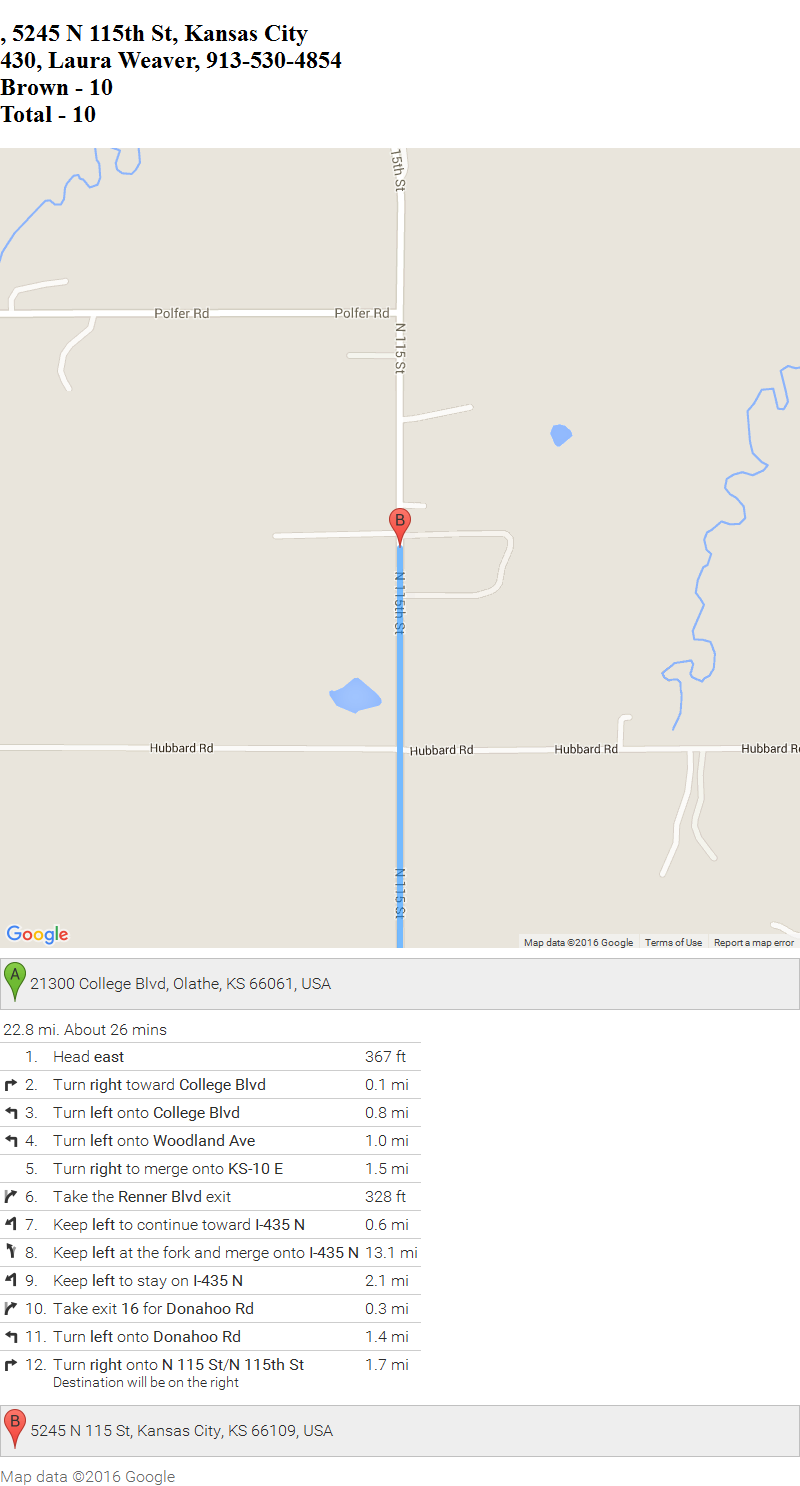 , 5245 N 115th St, Kansas City
430, Laura Weaver, 913-530-4854
Brown - 10
Total - 10
15th St
Polfer Rd
Polfer Rd
N 115 St
B
N 115th St
Hubbard Rd
Hubbard Rd
Hubbard Rd
Hubbard R
N 115 St
Google
Map data ©2016 Google
Terms of Use
Report a map error
A
21300 College Blvd, Olathe, KS 66061, USA
22.8 mi. About 26 mins
1. Head east 367 ft
2. Turn right toward College Blvd 0.1 mi
3. Turn left onto College Blvd 0.8 mi
4. Turn left onto Woodland Ave 1.0 mi
5. Turn right to merge onto KS-10 E 1.5 mi
6. Take the Renner Blvd exit 328 ft
7. Keep left to continue toward I-435 N 0.6 mi
8. Keep left at the fork and merge onto I-435 N 13.1 mi
9. Keep left to stay on I-435 N 2.1 mi
10. Take exit 16 for Donahoo Rd 0.3 mi
11. Turn left onto Donahoo Rd 1.4 mi
12. Turn right onto N 115 St/N 115th St 1.7 mi
Destination will be on the right
B
5245 N 115 St, Kansas City, KS 66109, USA
Map data ©2016 Google